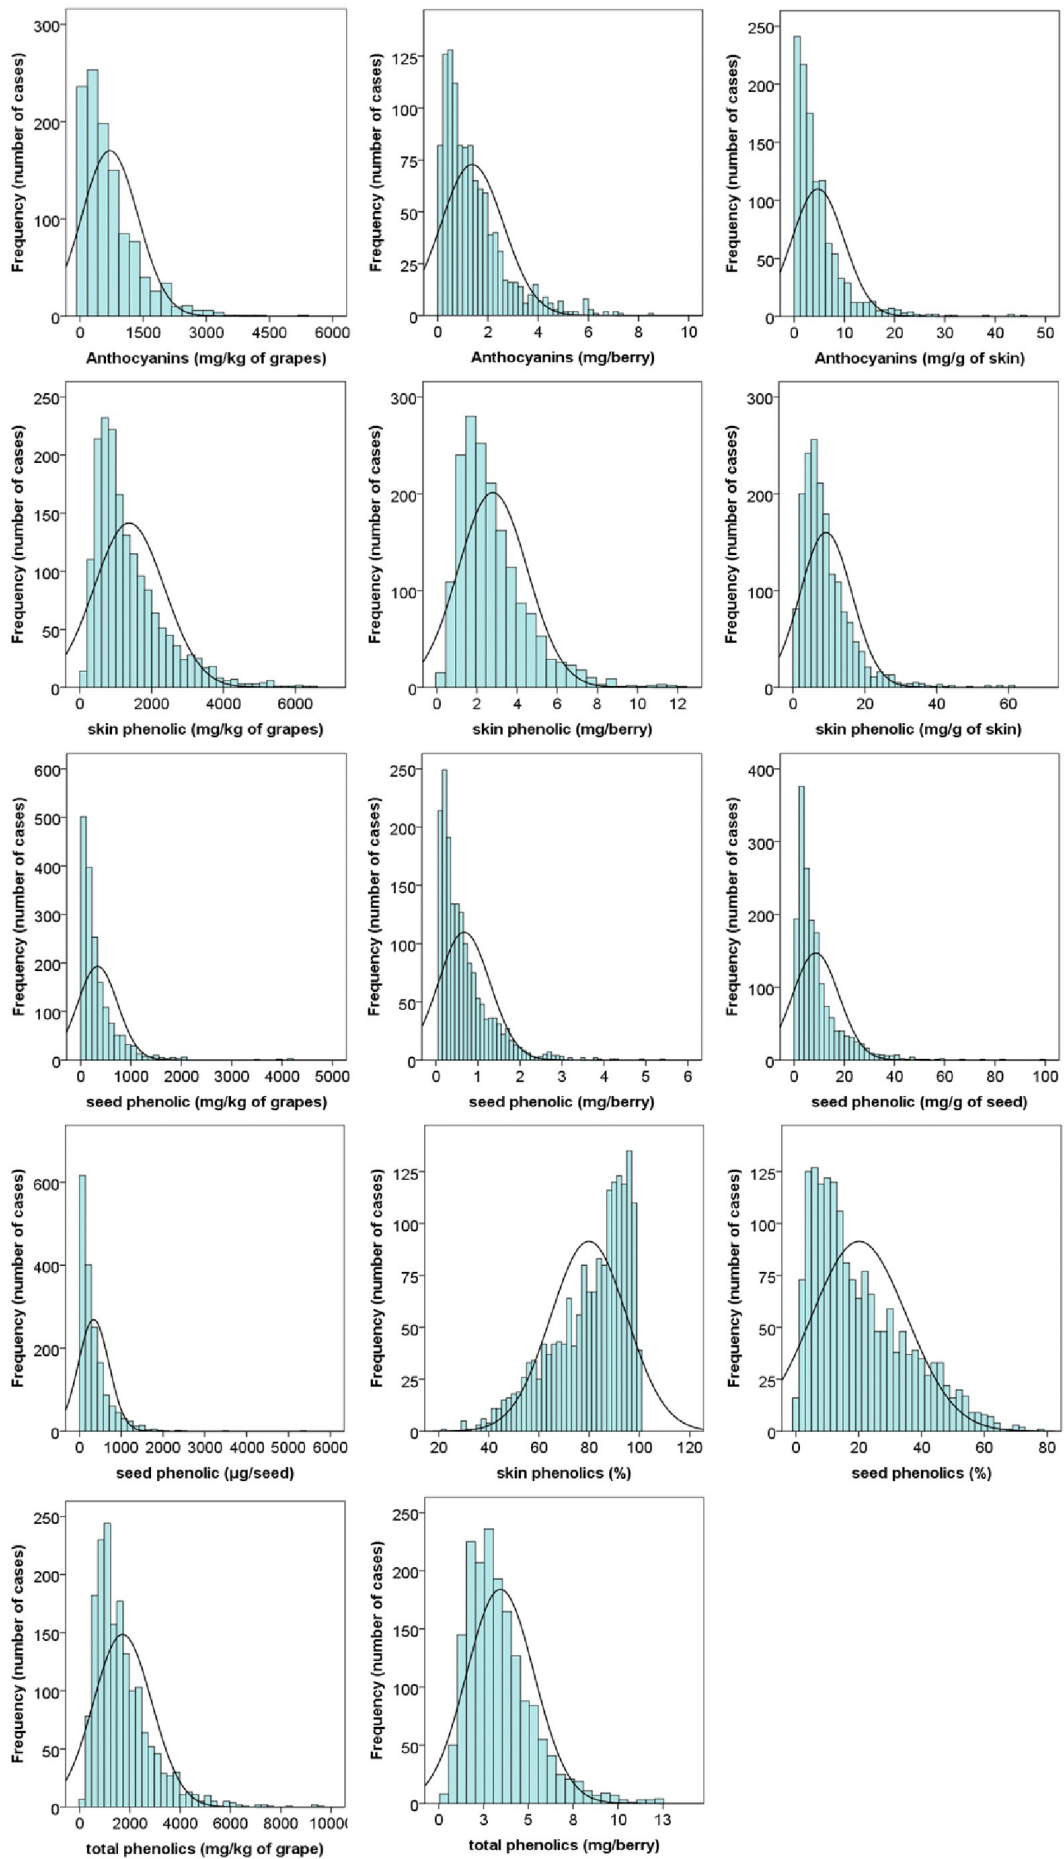 Frequency (number of cases)
300
200
100
0
0 1500 3000 4500 6000
Anthocyanins (mg/kg of grapes)
Frequency (number of cases)
125
100
75
50
25
0
0 2 4 6 8 10
Anthocyanins (mg/berry)
Frequency (number of cases)
250
200
150
100
50
0
0 10 20 30 40 50
Anthocyanins (mg/g of skin)
Frequency (number of cases)
250
200
150
100
50
0
0 2000 4000 6000
skin phenolic (mg/kg of grapes)
Frequency (number of cases)
300
200
100
0
0 2 4 6 8 10 12
skin phenolic (mg/berry)
Frequency (number of cases)
300
200
100
0
0 20 40 60
skin phenolic (mg/g of skin)
Frequency (number of cases)
600
500
400
300
200
100
0
0 1000 2000 3000 4000 5000
seed phenolic (mg/kg of grapes)
Frequency (number of cases)
250
200
150
100
50
0
0 1 2 3 4 5 6
seed phenolic (mg/berry)
Frequency (number of cases)
400
300
200
100
0
0 20 40 60 80 100
seed phenolic (mg/g of seed)
Frequency (number of cases)
600
400
200
0
0 1000 2000 3000 4000 5000 6000
seed phenolic (µg/seed)
Frequency (number of cases)
125
100
75
50
25
0
20 40 60 80 100 120
skin phenolics (%)
Frequency (number of cases)
125
100
75
50
25
0
0 20 40 60 80
seed phenolics (%)
Frequency (number of cases)
250
200
150
100
50
0
0 2000 4000 6000 8000 10000
total phenolics (mg/kg of grape)
Frequency (number of cases)
250
200
150
100
50
0
0 3 5 8 10 13
total phenolics (mg/berry)